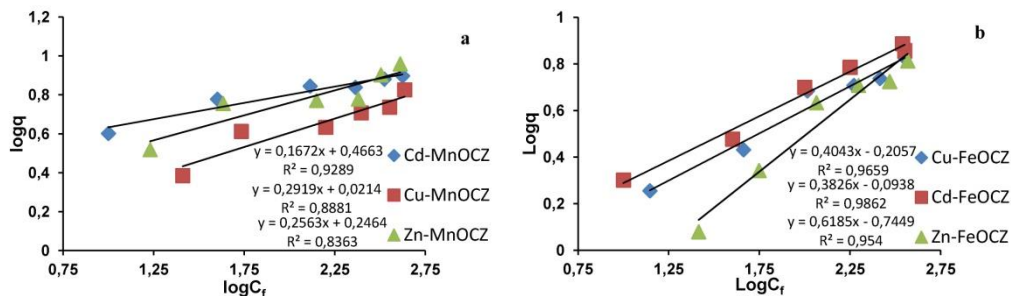 1,2
1
0,8
0,6
0,4
0,2
0
logq
0,75
1,25
1,75
2,25
2,75
logCf
a
y = 0,1672x + 0,4663
R² = 0,9289
Cd-MnOCZ
y = 0,2919x + 0,0214
R² = 0,8881
Cu-MnOCZ
y = 0,2563x + 0,2464
R² = 0,8363
Zn-MnOCZ
1
0,8
0,6
0,4
0,2
0
Logq
0,75
1,25
1,75
2,25
2,75
LogCf
b
y = 0,4043x - 0,2057
R² = 0,9659
Cu-FeOCZ
y = 0,3826x - 0,0938
R² = 0,9862
Cd-FeOCZ
y = 0,6185x - 0,7449
R² = 0,954
Zn-FeOCZ